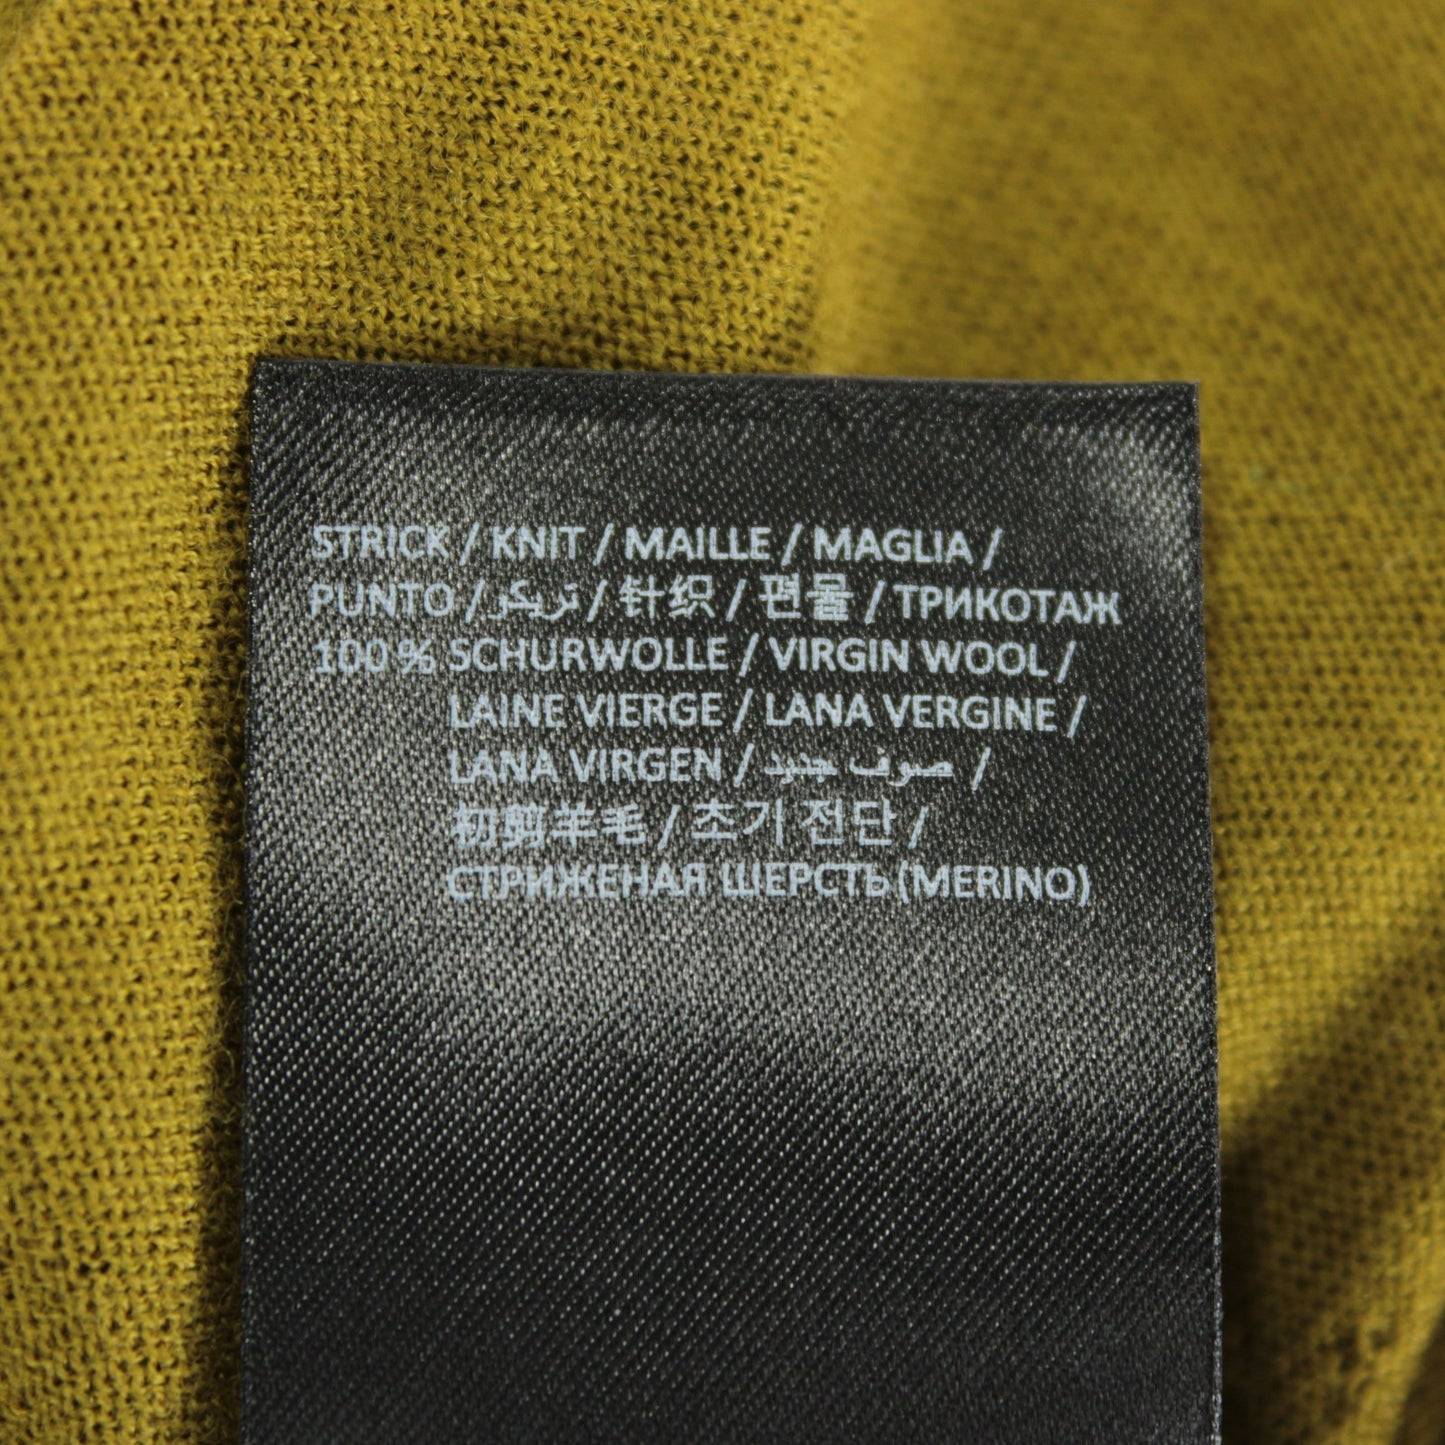 STRICK / KNIT / MAILLE / MAGLIA /
PUNTO / تريكو / 针织 / 편물 / ТРИКОТАЖ
100 % SCHURWOLLE / VIRGIN WOOL /
LAINE VIERGE / LANA VERGINE /
LANA VIRGEN / صوف جديد /
初剪羊毛 / 초기 전단 /
СТРИЖЕНАЯ ШЕРСТЬ (MERINO)